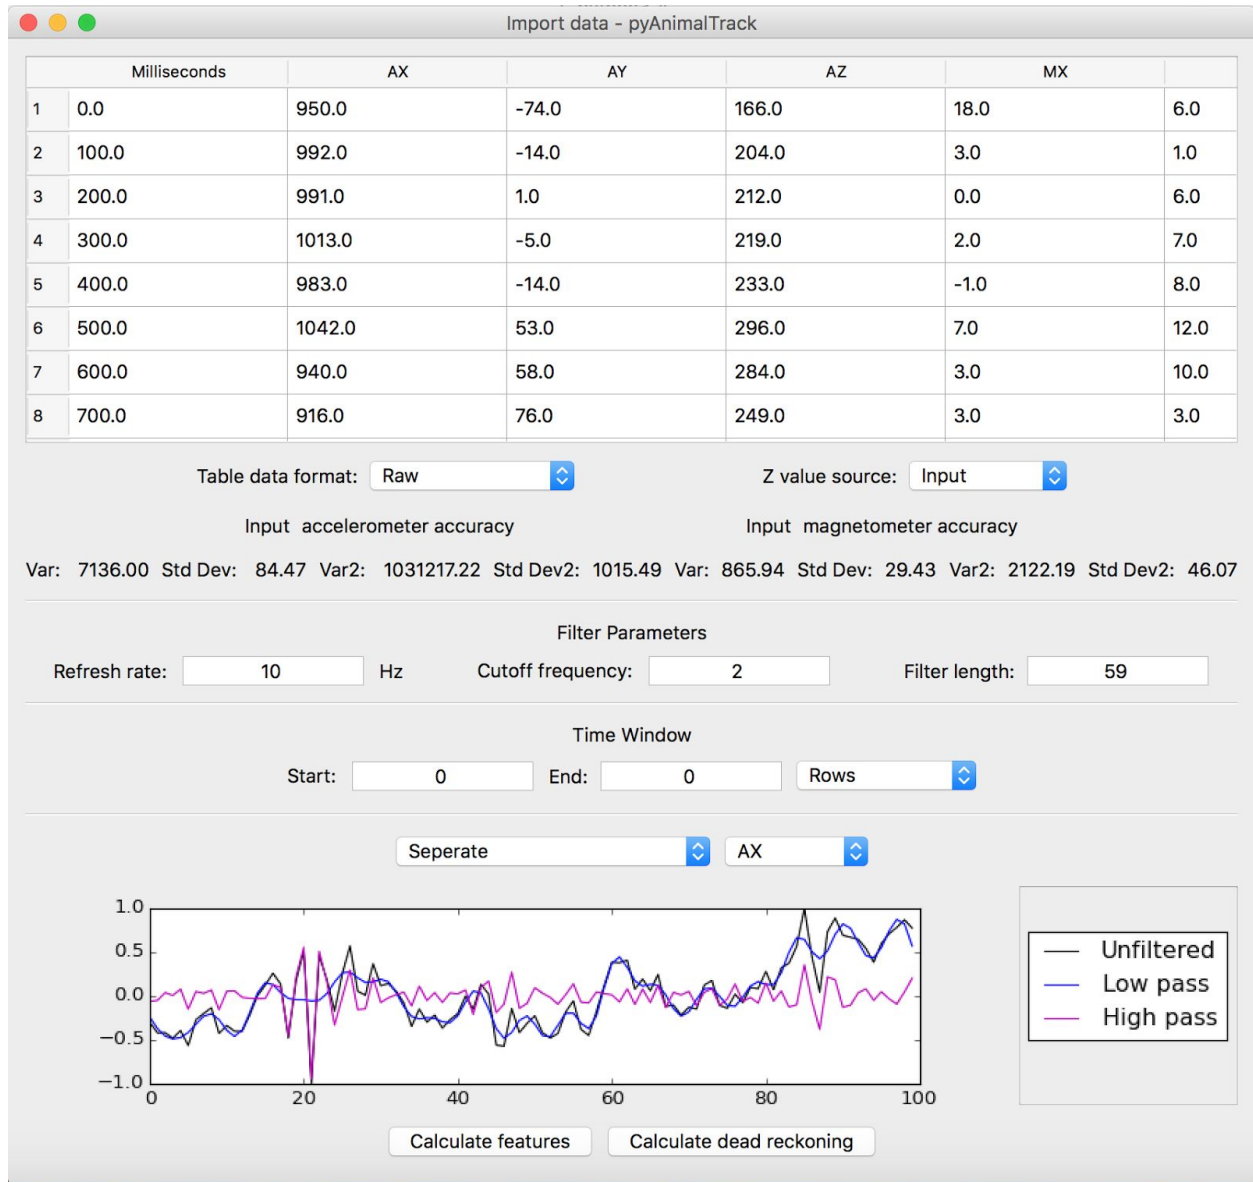 Import data - pyAnimalTrack
Milliseconds AX AY AZ MX
1 0.0 950.0 -74.0 166.0 18.0 6.0
2 100.0 992.0 -14.0 204.0 3.0 1.0
3 200.0 991.0 1.0 212.0 0.0 6.0
4 300.0 1013.0 -5.0 219.0 2.0 7.0
5 400.0 983.0 -14.0 233.0 -1.0 8.0
6 500.0 1042.0 53.0 296.0 7.0 12.0
7 600.0 940.0 58.0 284.0 3.0 10.0
8 700.0 916.0 76.0 249.0 3.0 3.0
Table data format: Raw Z value source: Input
Input accelerometer accuracy Input magnetometer accuracy
Var: 7136.00 Std Dev: 84.47 Var2: 1031217.22 Std Dev2: 1015.49 Var: 865.94 Std Dev: 29.43 Var2: 2122.19 Std Dev2: 46.07
Filter Parameters
Refresh rate: 10 Hz Cutoff frequency: 2 Filter length: 59
Time Window
Start: 0 End: 0 Rows
Seperate AX
1.0
0.5
0.0
−0.5
−1.0
0 20 40 60 80 100
Unfiltered
Low pass
High pass
Calculate features Calculate dead reckoning